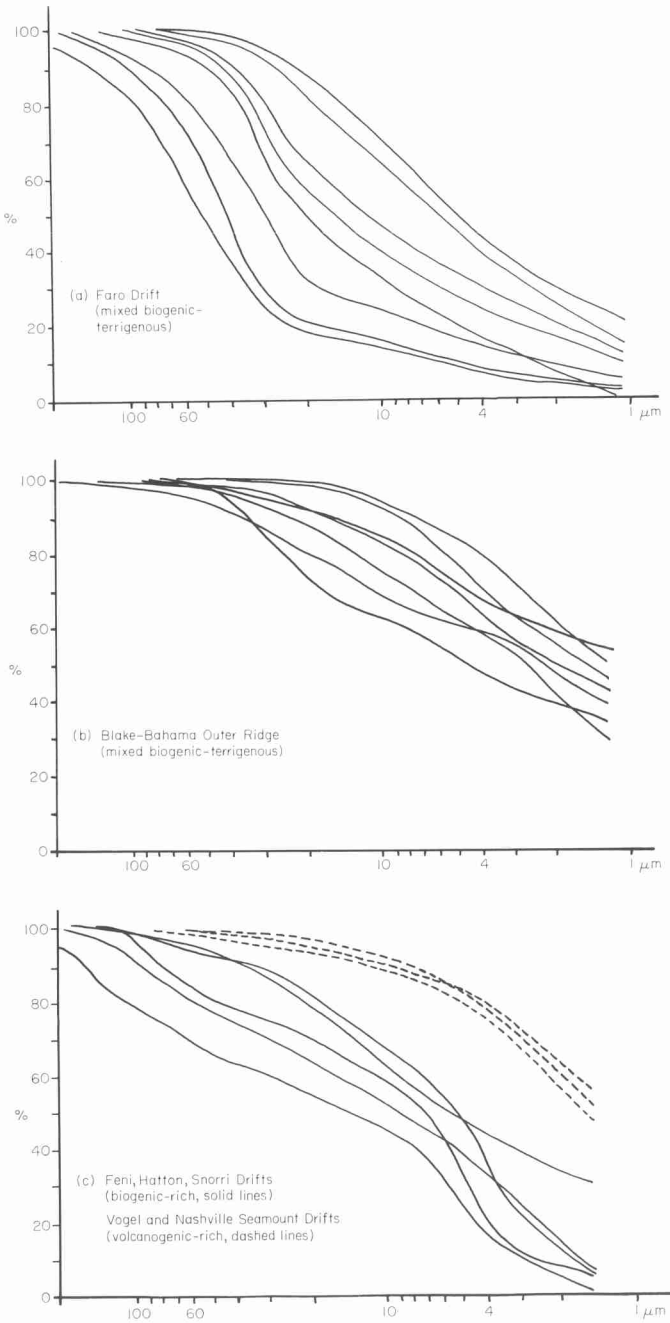 100
80
60
%
40
(a) Faro Drift
(mixed biogenic-
terrigenous)
20
0
100 60 10 4 1 μm
100
80
60
%
40
(b) Blake-Bahama Outer Ridge
(mixed biogenic-terrigenous)
20
0
100 60 10 4 1 μm
100
80
60
%
40
(c) Feni, Hatton, Snorri Drifts
(biogenic-rich, solid lines)
Vogel and Nashville Seamount Drifts
(volcanogenic-rich, dashed lines)
20
0
100 60 10 4 1 μm